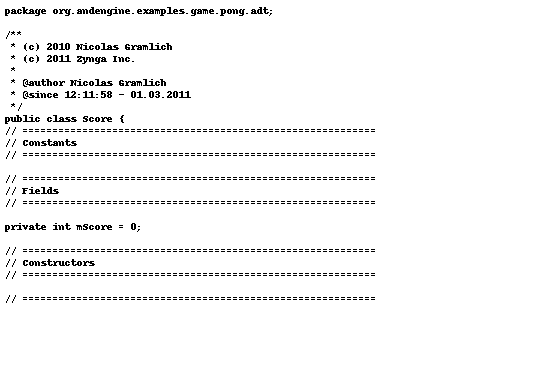 package org.andengine.examples.game.pong.adt;
/**
 * (c) 2010 Nicolas Gramlich
 * (c) 2011 Zynga Inc.
 *
 * @author Nicolas Gramlich
 * @since 12:11:58 - 01.03.2011
 */
public class Score {
// ===========================================================
// Constants
// ===========================================================
// ===========================================================
// Fields
// ===========================================================
private int mScore = 0;
// ===========================================================
// Constructors
// ===========================================================
// ===========================================================